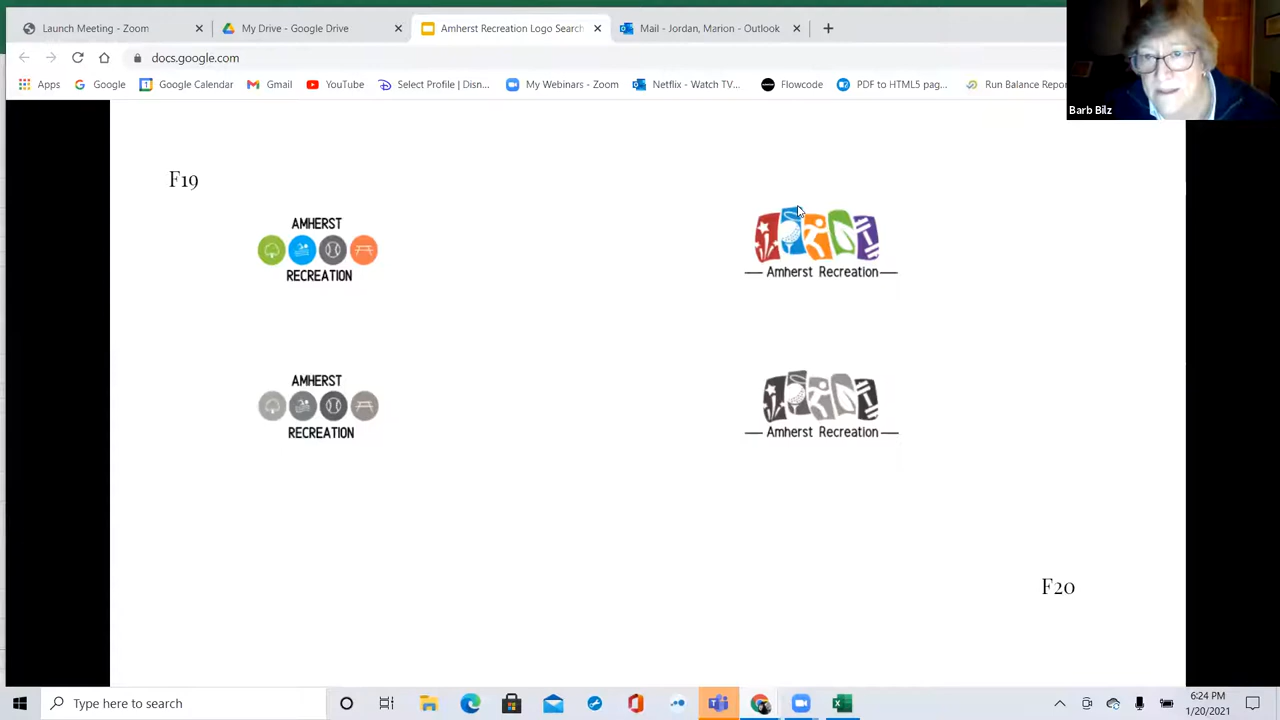 Launch Meeting - Zoom
My Drive - Google Drive
Amherst Recreation Logo Search
Mail - Jordan, Marion - Outlook
docs.google.com
Apps
Google
Google Calendar
Gmail
YouTube
Select Profile | Disn...
My Webinars - Zoom
Netflix - Watch TV...
Flowcode
PDF to HTML5 pag...
Run Balance Repor
Barb Bilz
F19
AMHERST
RECREATION
Amherst Recreation
AMHERST
RECREATION
Amherst Recreation
F20
Type here to search
6:24 PM
1/20/2021